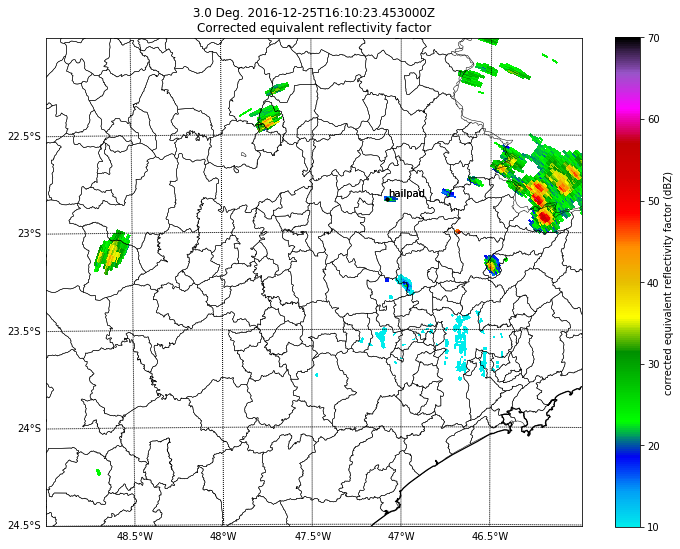 3.0 Deg. 2016-12-25T16:10:23.453000Z
Corrected equivalent reflectivity factor
22.5°S
23°S
23.5°S
24°S
24.5°S
48.5°W
48°W
47.5°W
47°W
46.5°W
hailpad
70
60
50
40
30
20
10
corrected equivalent reflectivity factor (dBZ)